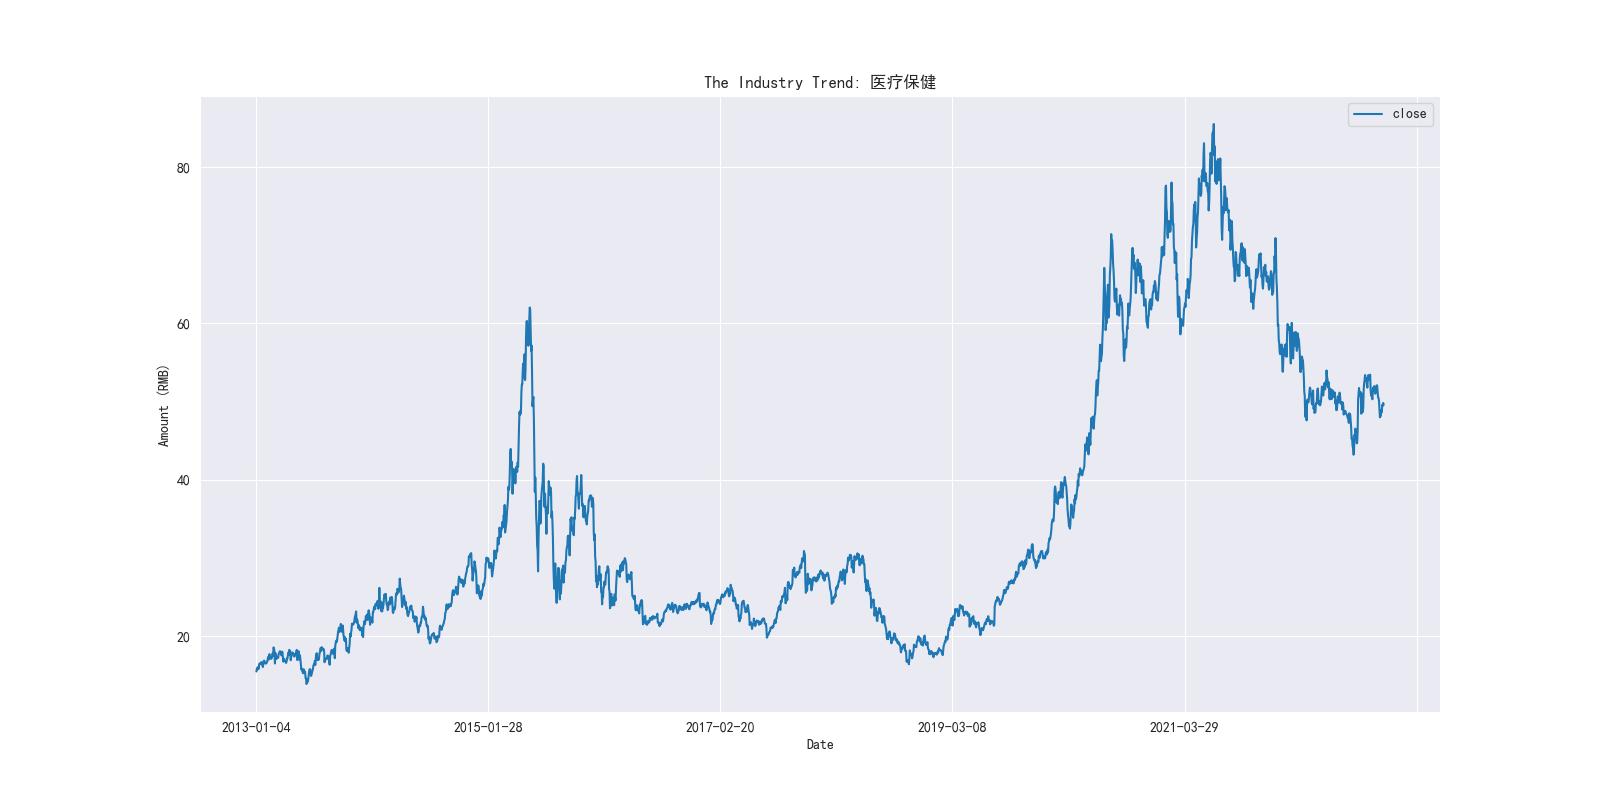 The Industry Trend: 医疗保健
close
80
60
40
20
Amount (RMB)
2013-01-04 2015-01-28 2017-02-20 2019-03-08 2021-03-29
Date